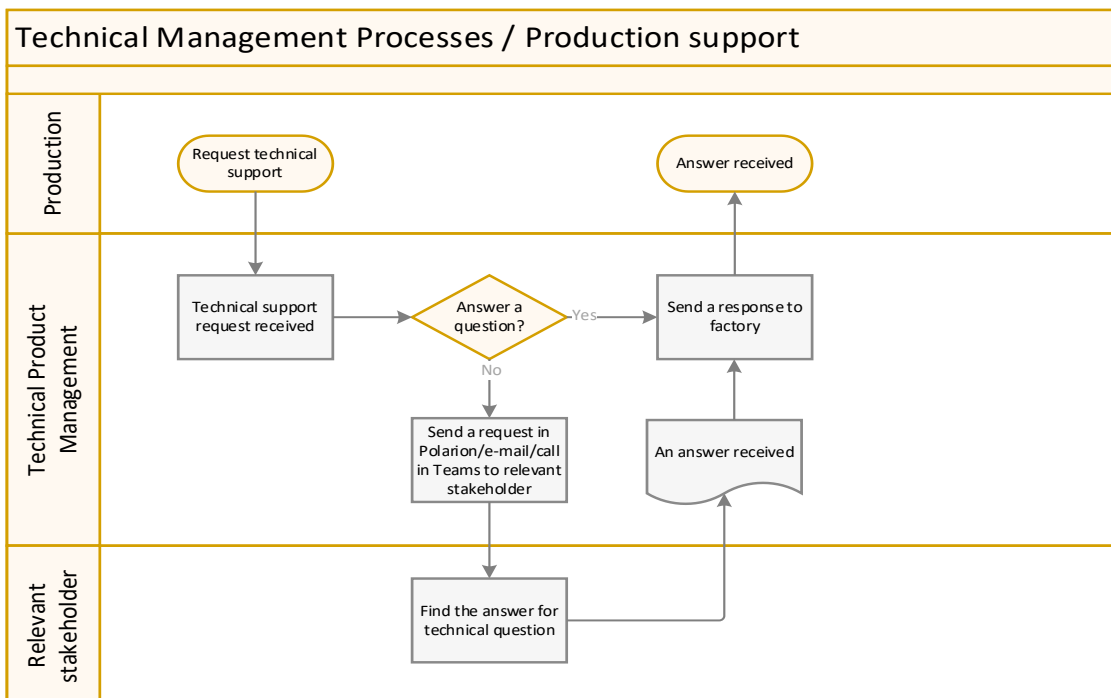 Technical Management Processes / Production support
Production
Request technical
support
Answer received
Technical Product
Management
Technical support
request received
Answer a
question?
Yes
Send a response to
factory
No
Send a request in
Polarion/e-mail/call
in Teams to relevant
stakeholder
An answer received
Relevant
stakeholder
Find the answer for
technical question